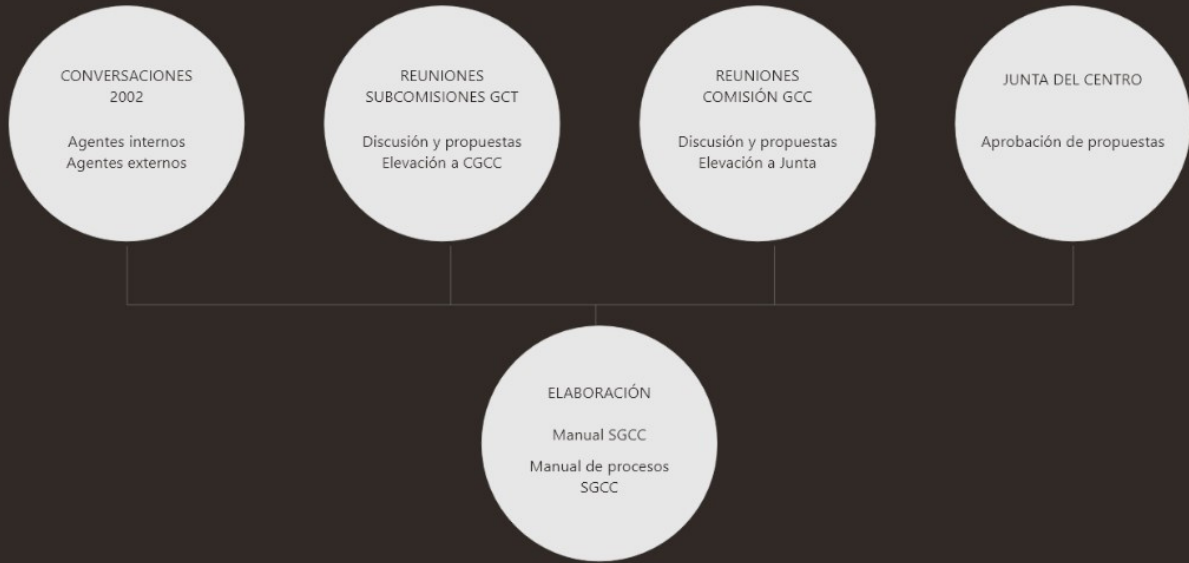 CONVERSACIONES
2002
Agentes internos
Agentes externos
REUNIONES
SUBCOMISIONES GCT
Discusión y propuestas
Elevación a CGCC
REUNIONES
COMISIÓN GCC
Discusión y propuestas
Elevación a Junta
JUNTA DEL CENTRO
Aprobación de propuestas
ELABORACIÓN
Manual SGCC
Manual de procesos
SGCC